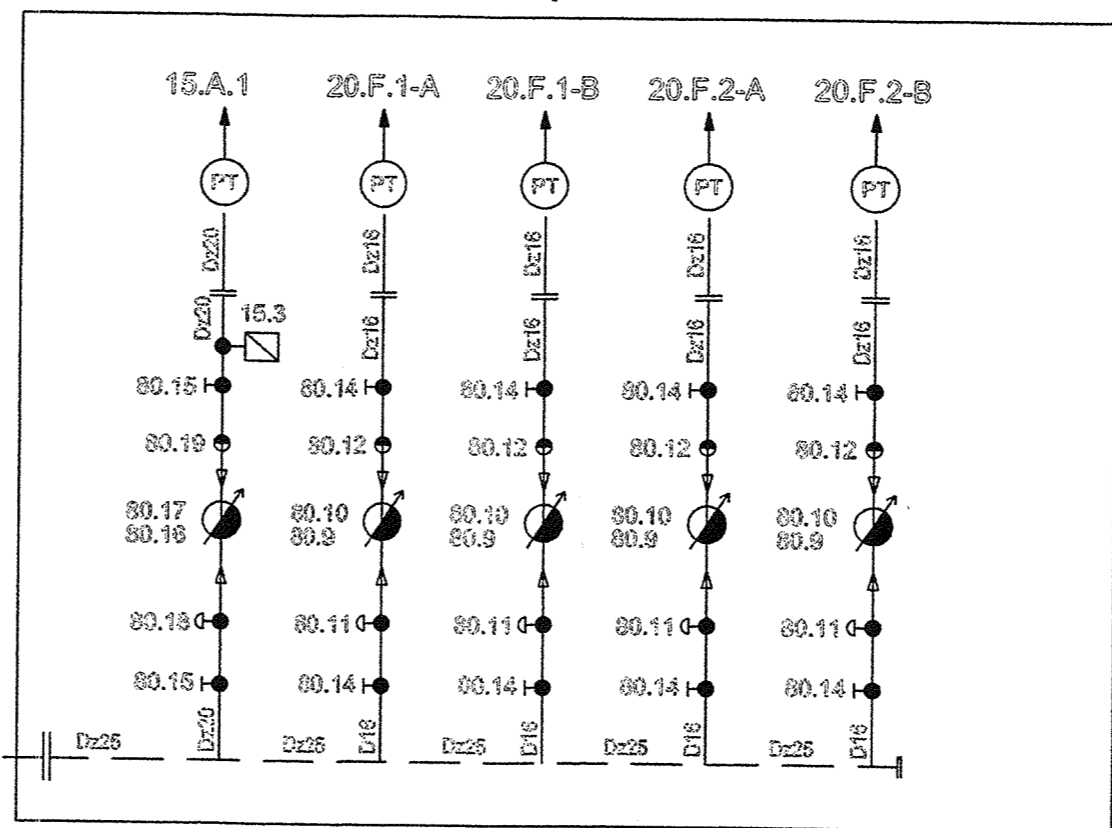 15.A.1 20.F.1-A 20.F.1-B 20.F.2-A 20.F.2-B
PT PT PT PT PT
Dz20 Dz16 Dz16 Dz16 Dz16
Dz20 Dz16 Dz16 Dz16 Dz16
15.3
80.15 80.14 80.14 80.14 80.14
80.19 80.12 80.12 80.12 80.12
80.17 80.10 80.10 80.10 80.10
80.16 80.9 80.9 80.9 80.9
80.18 80.11 80.11 80.11 80.11
80.15 80.14 80.14 80.14 80.14
Dz20 D16 D16 D16 D16
Dz25 Dz25 Dz25 Dz25 Dz25